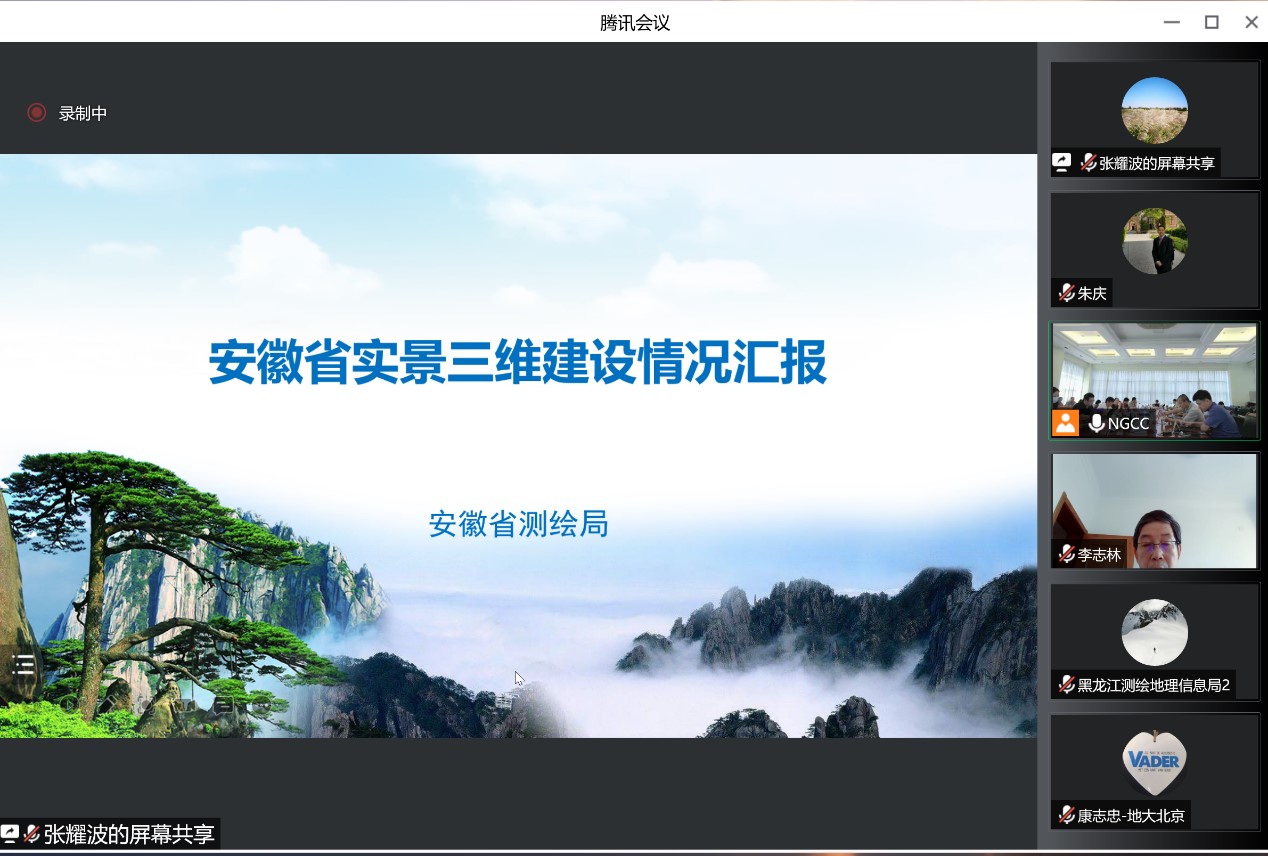 腾讯会议
录制中
安徽省实景三维建设情况汇报
安徽省测绘局
张耀波的屏幕共享
张耀波的屏幕共享
朱庆
NGCC
李志林
黑龙江测绘地理信息局2
VADER
康志忠-地大北京